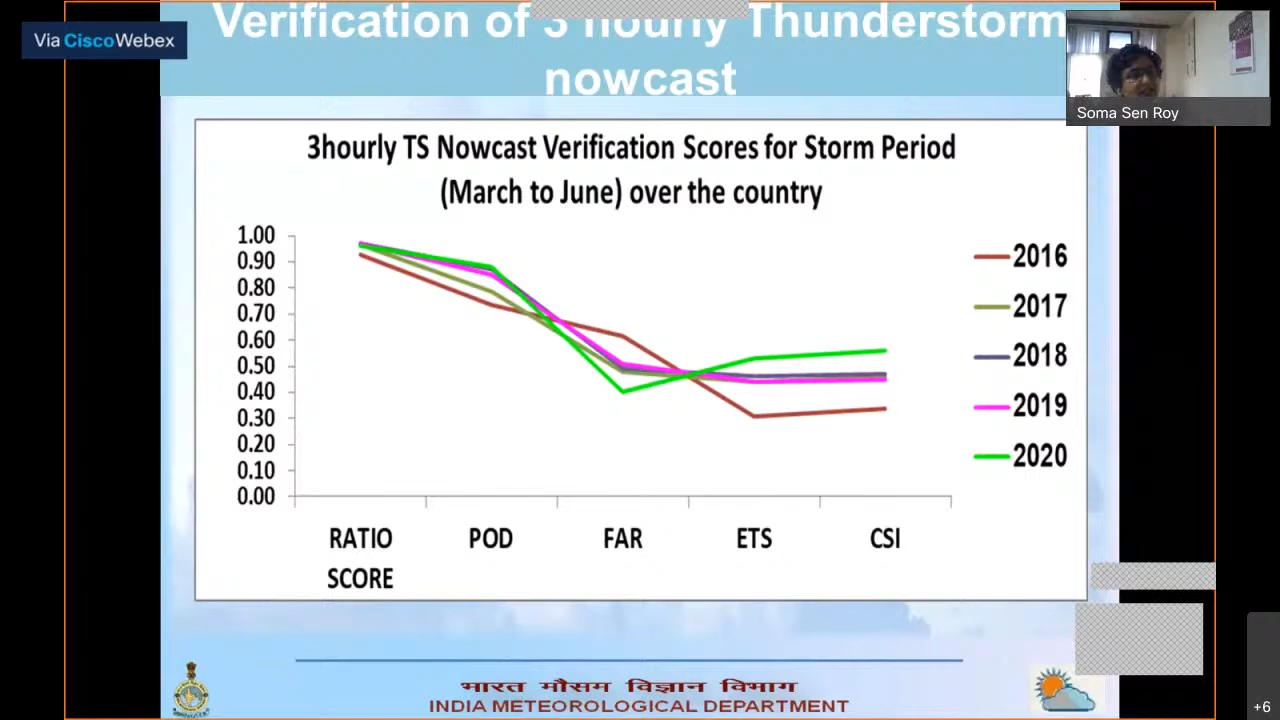 Verification of 3 hourly Thunderstorm
nowcast
Via CiscoWebex
Soma Sen Roy
3hourly TS Nowcast Verification Scores for Storm Period
(March to June) over the country
1.00
0.90
0.80
0.70
0.60
0.50
0.40
0.30
0.20
0.10
0.00
2016
2017
2018
2019
2020
RATIO
SCORE
POD
FAR
ETS
CSI
भारत मौसम विज्ञान विभाग
INDIA METEOROLOGICAL DEPARTMENT
+6